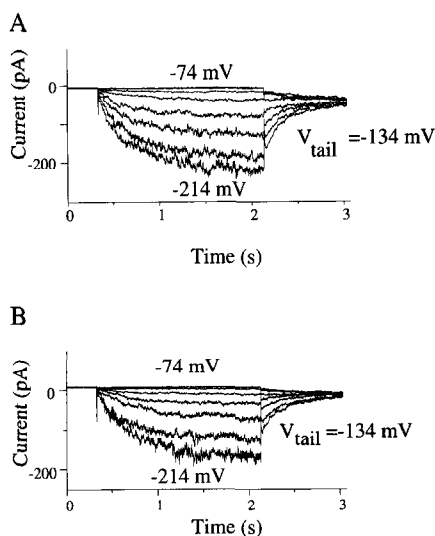 A
Current (pA)
0
-200
-74 mV
V tail =-134 mV
-214 mV
0 1 2 3
Time (s)
B
Current (pA)
0
-200
-74 mV
V tail =-134 mV
-214 mV
0 1 2 3
Time (s)